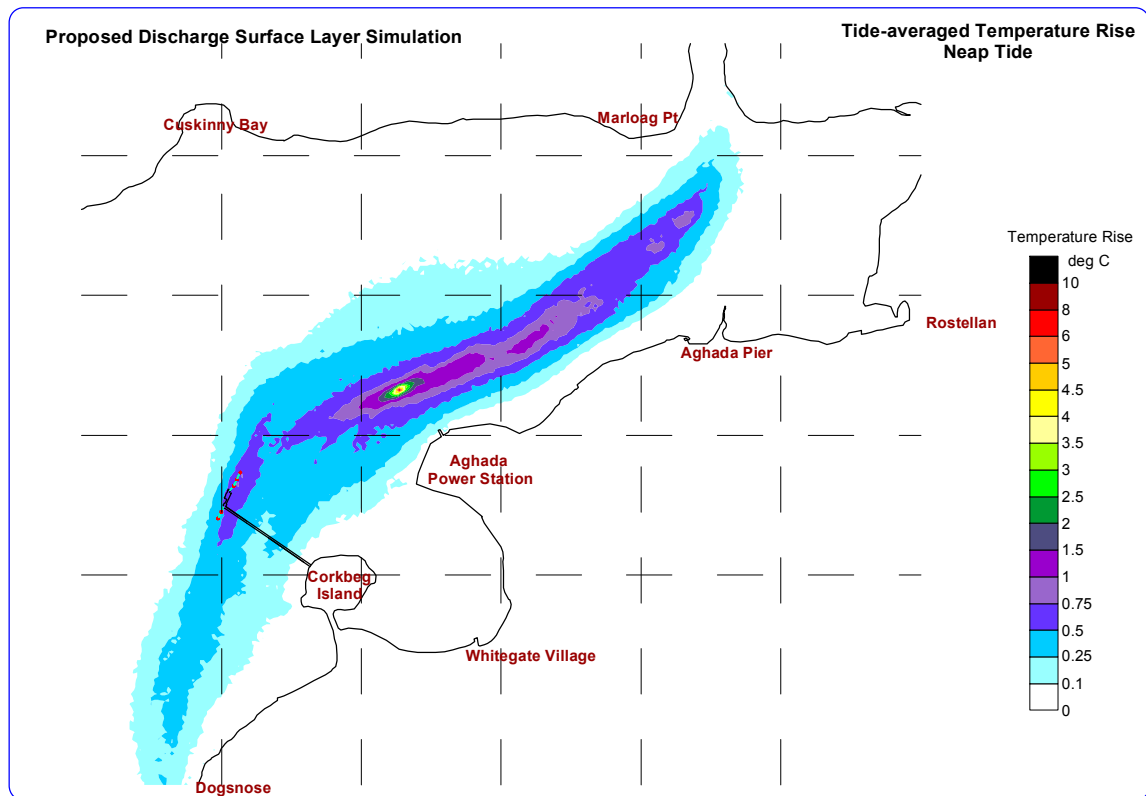 Proposed Discharge Surface Layer Simulation
Tide-averaged Temperature Rise
Neap Tide
Cuskinny Bay
Marloag Pt
Temperature Rise
deg C
10
8
6
5
4.5
4
3.5
3
2.5
2
1.5
1
0.75
0.5
0.25
0.1
0
Rostellan
Aghada Pier
Aghada
Power Station
Corkbeg
Island
Whitegate Village
Dogsnose